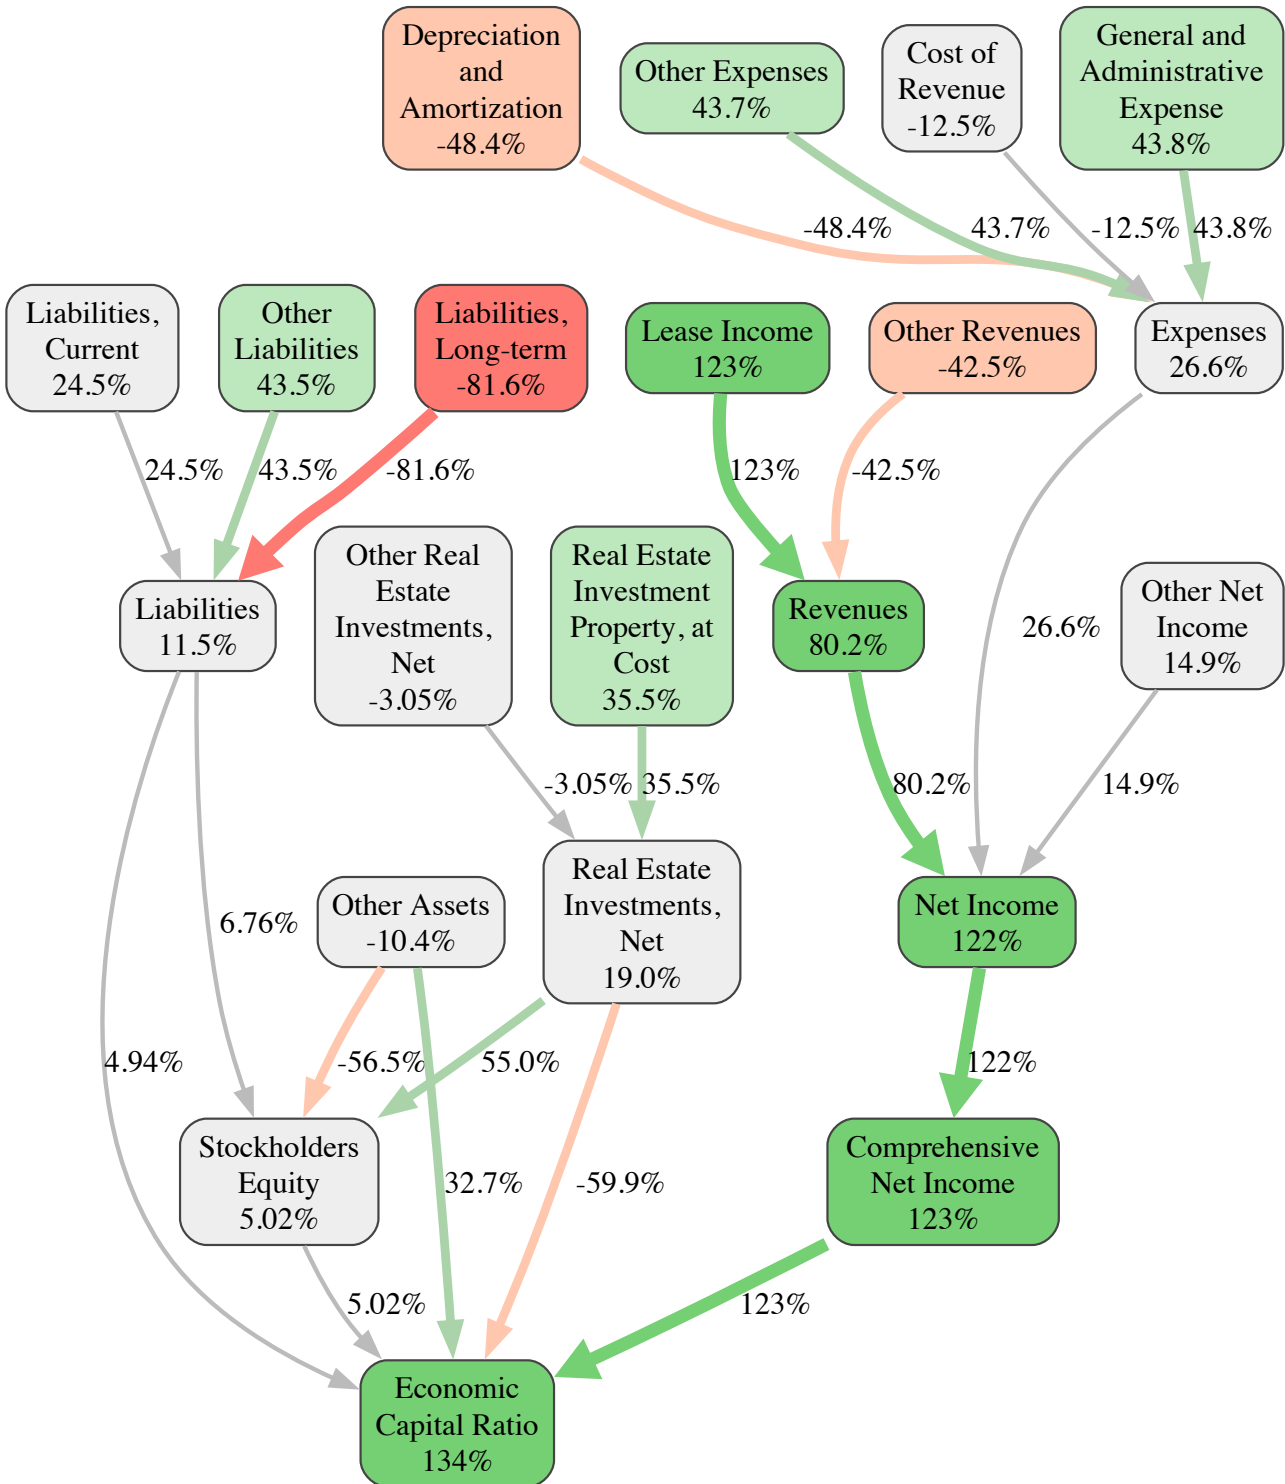 Depreciation
and
Amortization
-48.4%
Other Expenses
43.7%
Cost of
Revenue
-12.5%
General and
Administrative
Expense
43.8%
-48.4%
43.7%
-12.5%
43.8%
Liabilities,
Current
24.5%
Other
Liabilities
43.5%
Liabilities,
Long-term
-81.6%
Lease Income
123%
Other Revenues
-42.5%
Expenses
26.6%
24.5%
43.5%
-81.6%
123%
-42.5%
Liabilities
11.5%
Other Real
Estate
Investments,
Net
-3.05%
Real Estate
Investment
Property, at
Cost
35.5%
Revenues
80.2%
26.6%
Other Net
Income
14.9%
-3.05%
35.5%
80.2%
14.9%
6.76%
Other Assets
-10.4%
Real Estate
Investments,
Net
19.0%
Net Income
122%
4.94%
-56.5%
55.0%
122%
Stockholders
Equity
5.02%
32.7%
-59.9%
Comprehensive
Net Income
123%
5.02%
123%
Economic
Capital Ratio
134%